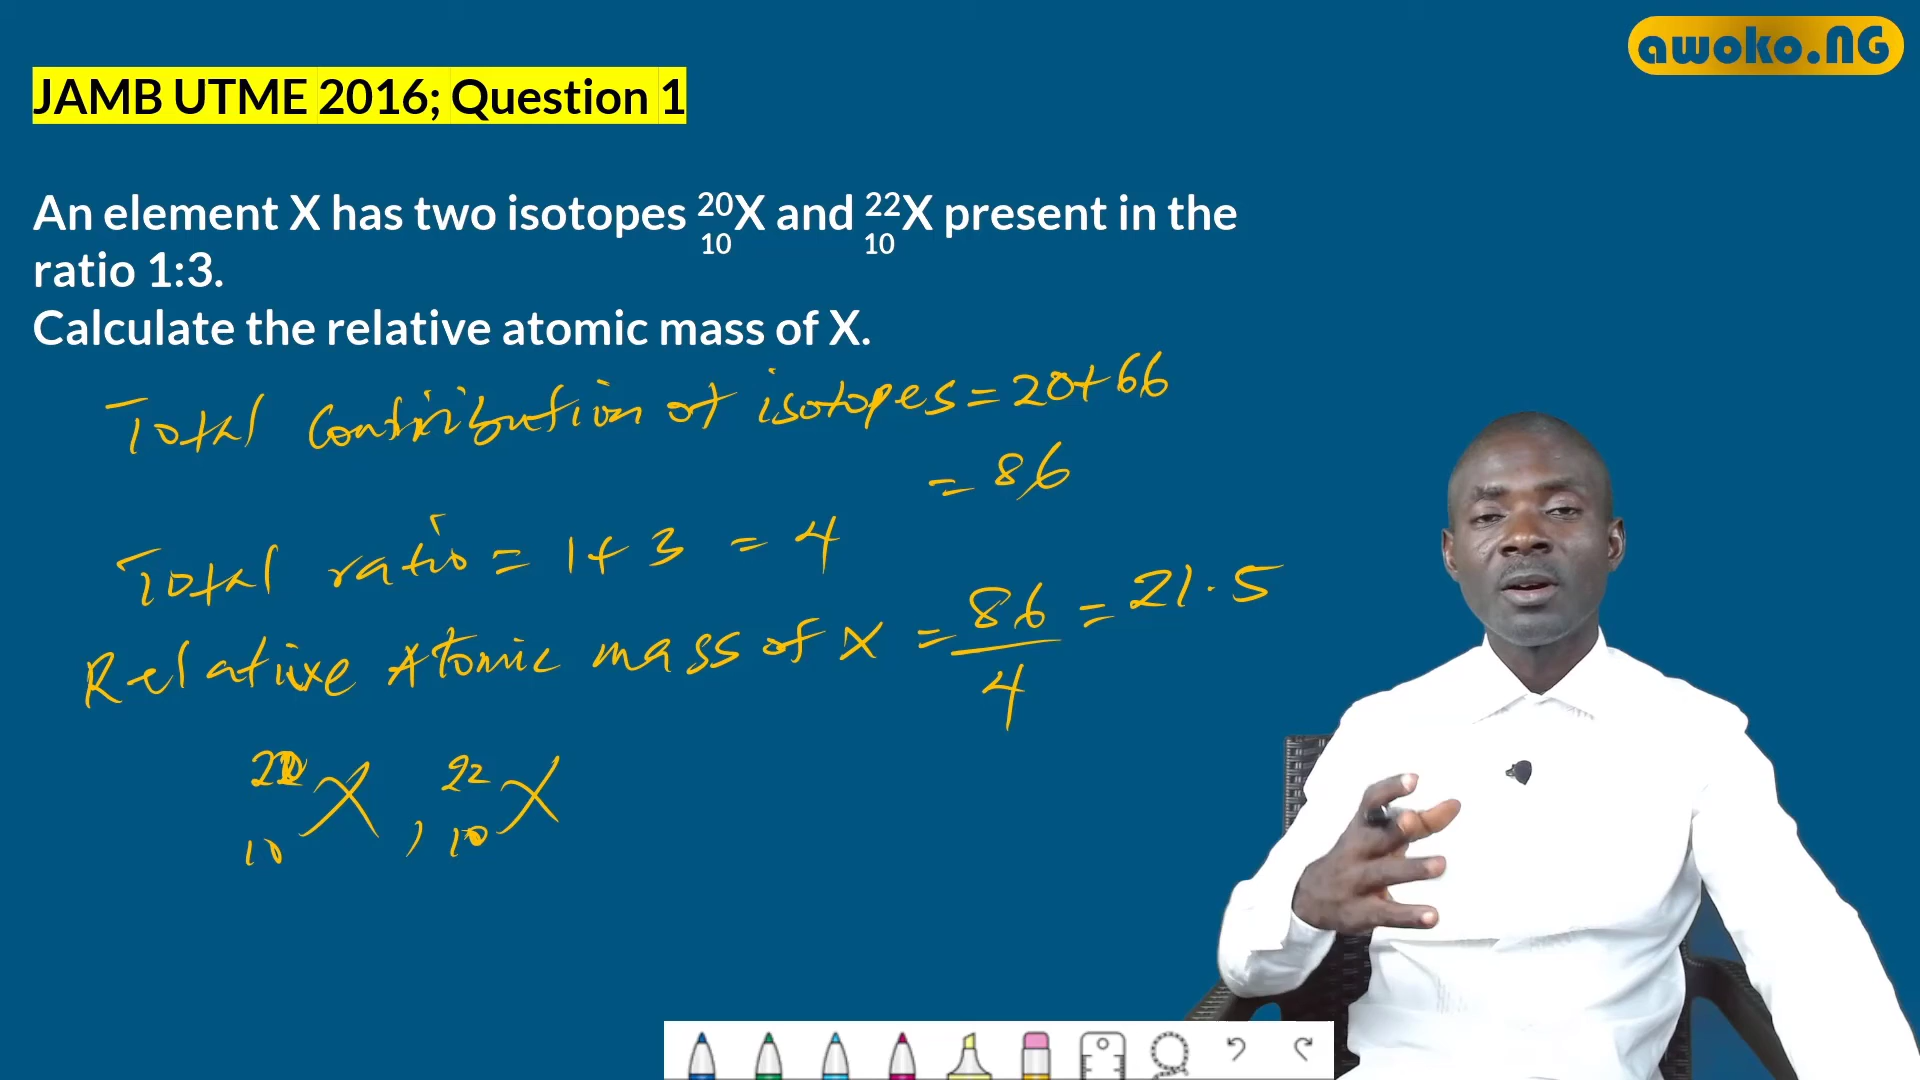 awoko.NG
JAMB UTME 2016; Question 1
An element X has two isotopes ²⁰₁₀X and ²²₁₀X present in the
ratio 1:3.
Calculate the relative atomic mass of X.
Total Contribution of isotopes = 20+66
= 86
Total ratio = 1+3 = 4
Relative Atomic mass of X = 86/4 = 21.5
₁₀X , ²²₁₀X